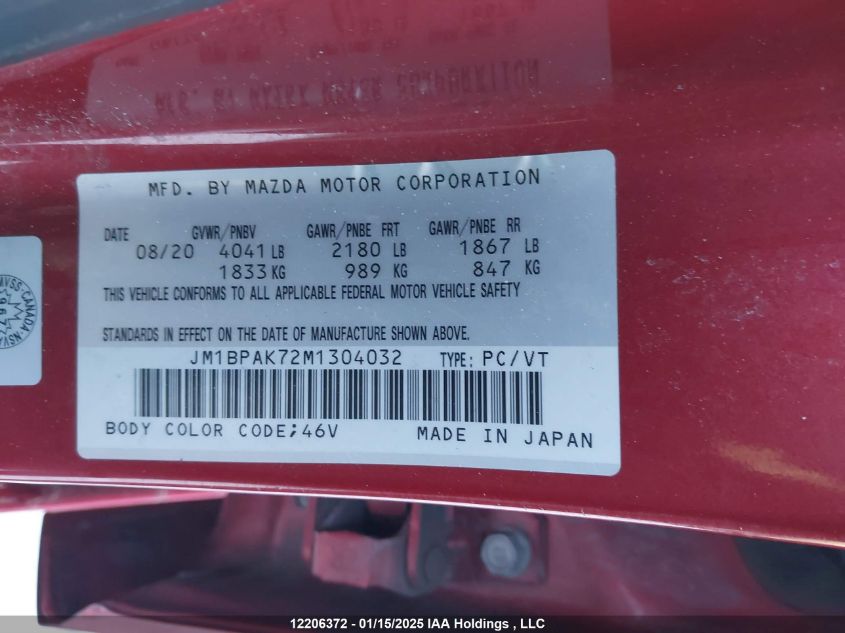 MFD. BY MAZDA MOTOR CORPORATION
DATE GVWR/PNBV GAWR/PNBE FRT GAWR/PNBE RR
08/20 4041 LB 2180 LB 1867 LB
1833 KG 989 KG 847 KG
THIS VEHICLE CONFORMS TO ALL APPLICABLE FEDERAL MOTOR VEHICLE SAFETY
STANDARDS IN EFFECT ON THE DATE OF MANUFACTURE SHOWN ABOVE.
JM1BPAK72M1304032 TYPE: PC/VT
BODY COLOR CODE;46V MADE IN JAPAN
CANADA
12206372 - 01/15/2025 IAA Holdings , LLC